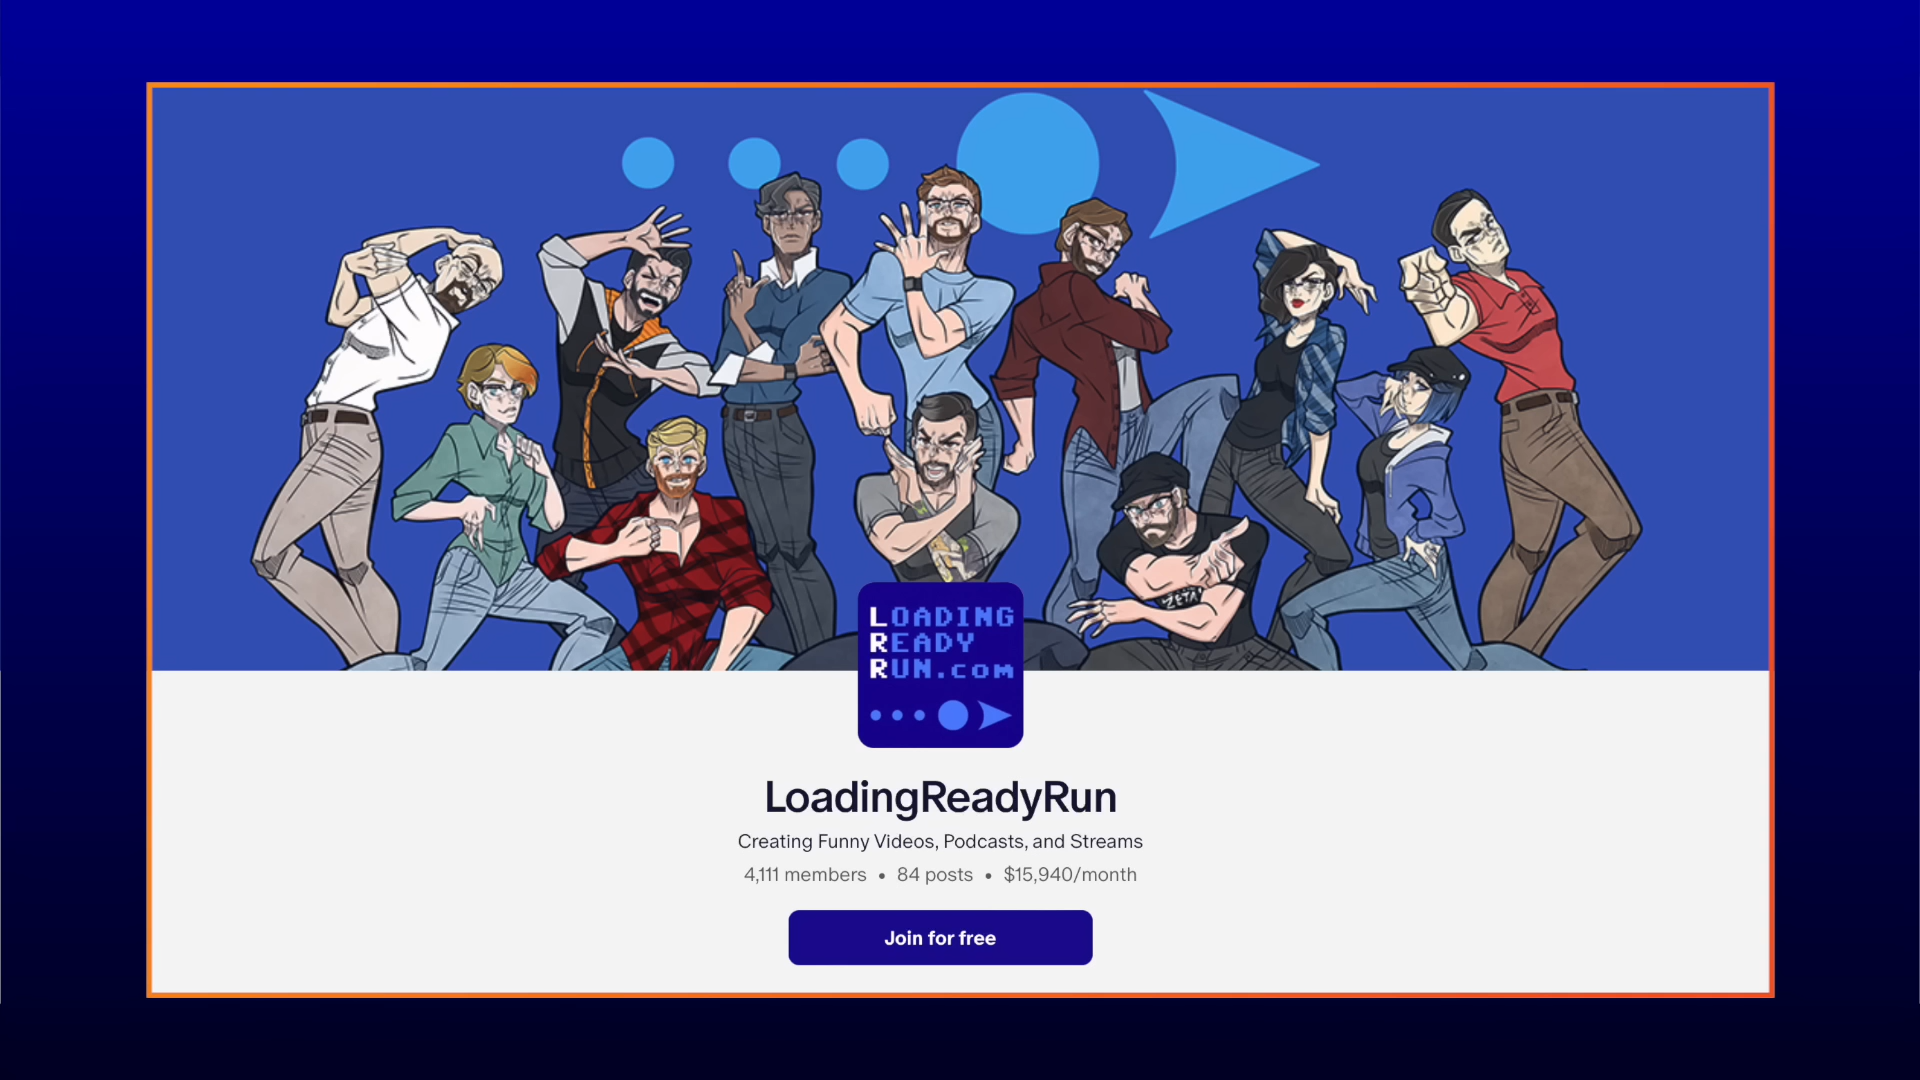 LOADING
READY
RUN.com
LoadingReadyRun
Creating Funny Videos, Podcasts, and Streams
4,111 members • 84 posts • $15,940/month
Join for free